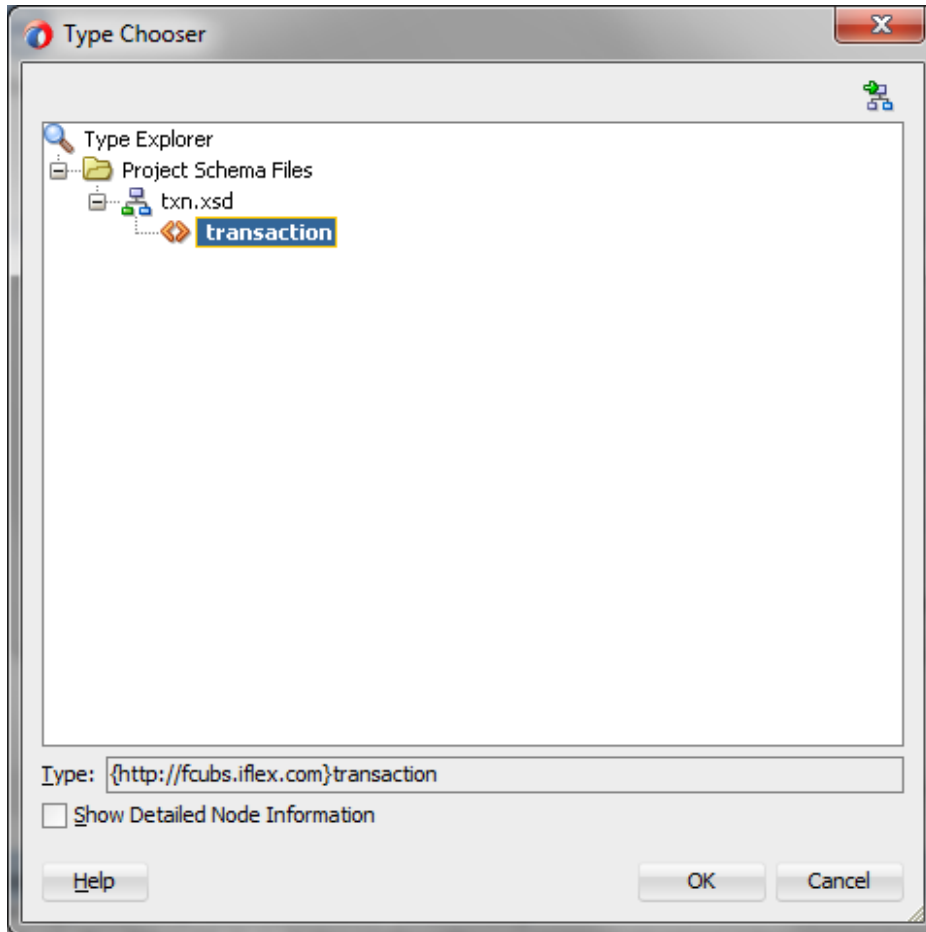 Type Chooser
Type Explorer
Project Schema Files
txn.xsd
transaction
Type: {http://fcubs.iflex.com}transaction
Show Detailed Node Information
Help OK Cancel